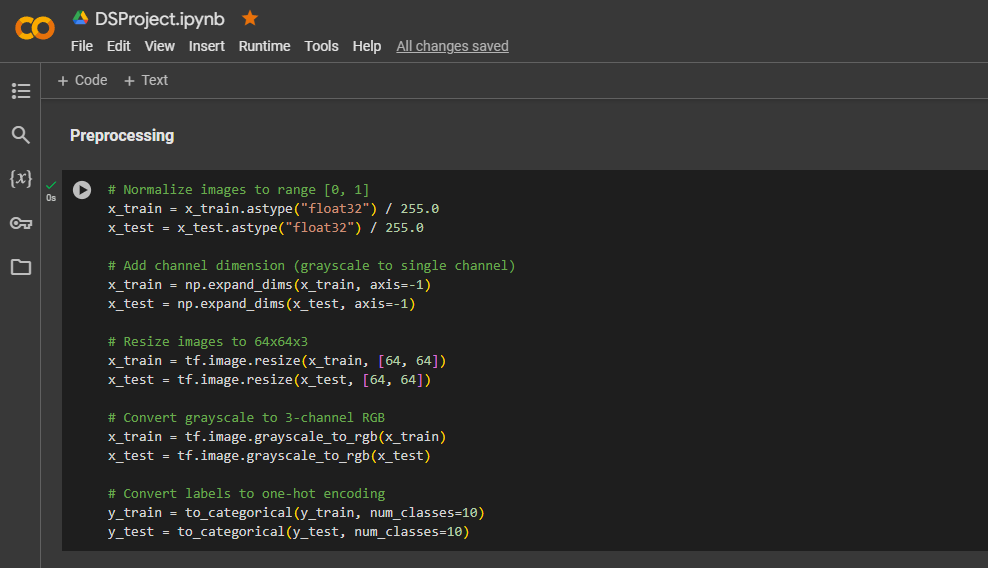 DSProject.ipynb
File Edit View Insert Runtime Tools Help All changes saved
+ Code + Text
Preprocessing
{x}
0s
# Normalize images to range [0, 1]
x_train = x_train.astype("float32") / 255.0
x_test = x_test.astype("float32") / 255.0
# Add channel dimension (grayscale to single channel)
x_train = np.expand_dims(x_train, axis=-1)
x_test = np.expand_dims(x_test, axis=-1)
# Resize images to 64x64x3
x_train = tf.image.resize(x_train, [64, 64])
x_test = tf.image.resize(x_test, [64, 64])
# Convert grayscale to 3-channel RGB
x_train = tf.image.grayscale_to_rgb(x_train)
x_test = tf.image.grayscale_to_rgb(x_test)
# Convert labels to one-hot encoding
y_train = to_categorical(y_train, num_classes=10)
y_test = to_categorical(y_test, num_classes=10)